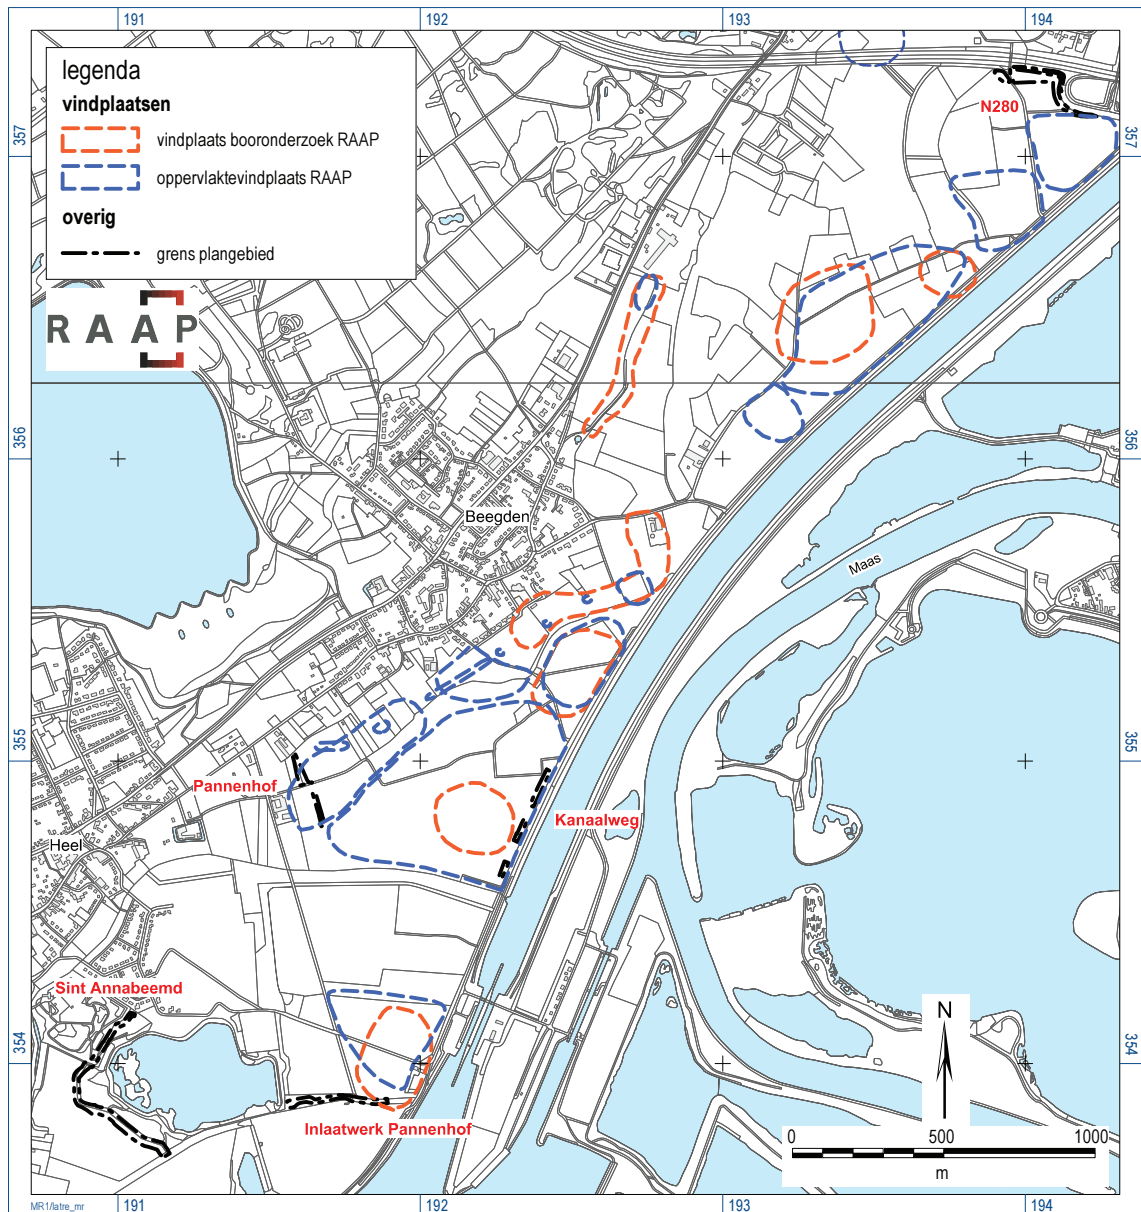 191 192 193 194
legenda
vindplaatsen
vindplaats booronderzoek RAAP
oppervlaktevindplaats RAAP
overig
grens plangebied
RAAP
N280
357 357
356 356
Beegden
Maas
355 355
Pannenhof
Kanaalweg
Heel
Sint Annabeemd
354 354
N
Inlaatwerk Pannenhof
0 500 1000
m
MR1/latre_mr
191 192 193 194